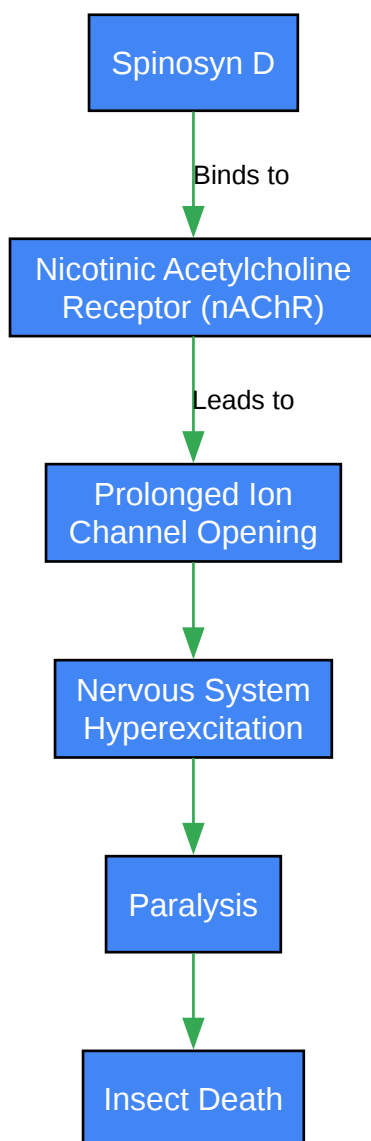 Spinosyn D
Binds to
Nicotinic Acetylcholine
Receptor (nAChR)
Leads to
Prolonged Ion
Channel Opening
Nervous System
Hyperexcitation
Paralysis
Insect Death